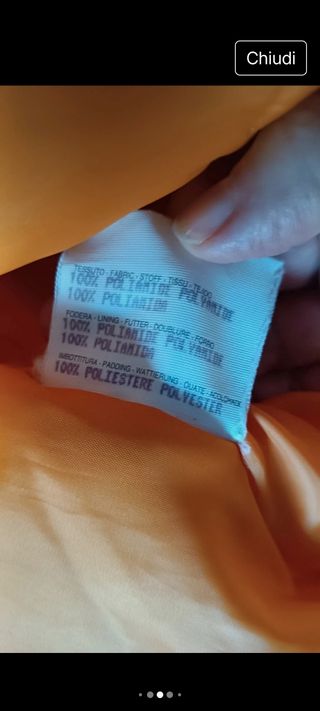 Chiudi
TESSUTO - FABRIC - STOFF - TISSU - TEJIDO
100% POLIAMIDE POLYAMIDE
100% POLIAMIDA
FODERA - LINING - FUTTER - DOUBLURE - FORRO
100% POLIAMIDE POLYAMIDE
100% POLIAMIDA
IMBOTTITURA - PADDING - WATTIERUNG - OUATE - ACOLCHADO
100% POLIESTERE POLYESTER